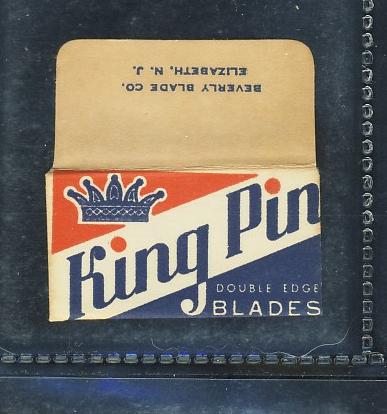 BEVERLY BLADE CO.
ELIZABETH, N. J.
King Pin
DOUBLE EDGE
BLADES